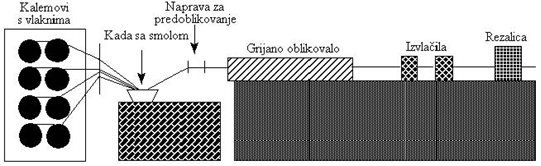 Kalemovi
s vlaknima
Kada sa smolom
Naprava za
predoblikovanje
Grijano oblikovalo
Izvlačila
Rezalica